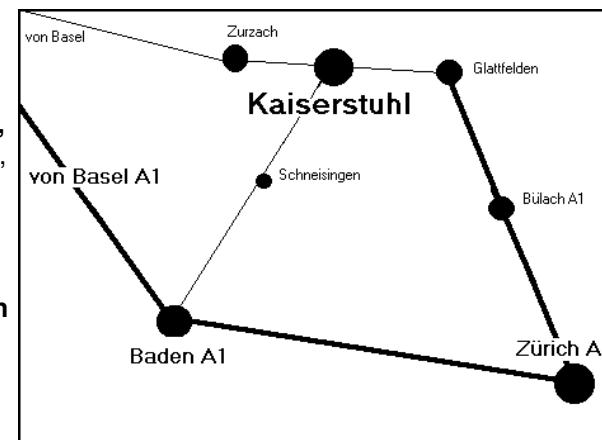 von Basel
Zurzach
Glattfelden
Kaiserstuhl
,
,
von Basel A1
Schneisingen
Bülach A1
n
Baden A1
Zürich A